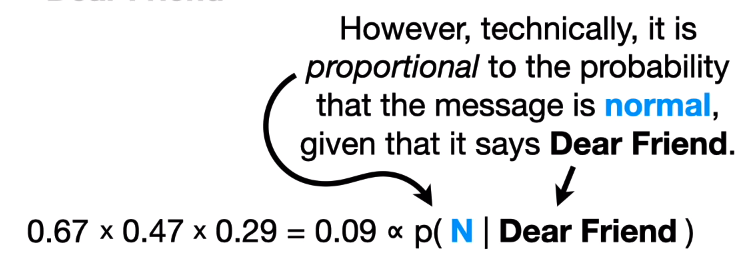 However, technically, it is
proportional to the probability
that the message is normal,
given that it says Dear Friend.
0.67 × 0.47 × 0.29 = 0.09 ∝ p( N | Dear Friend )